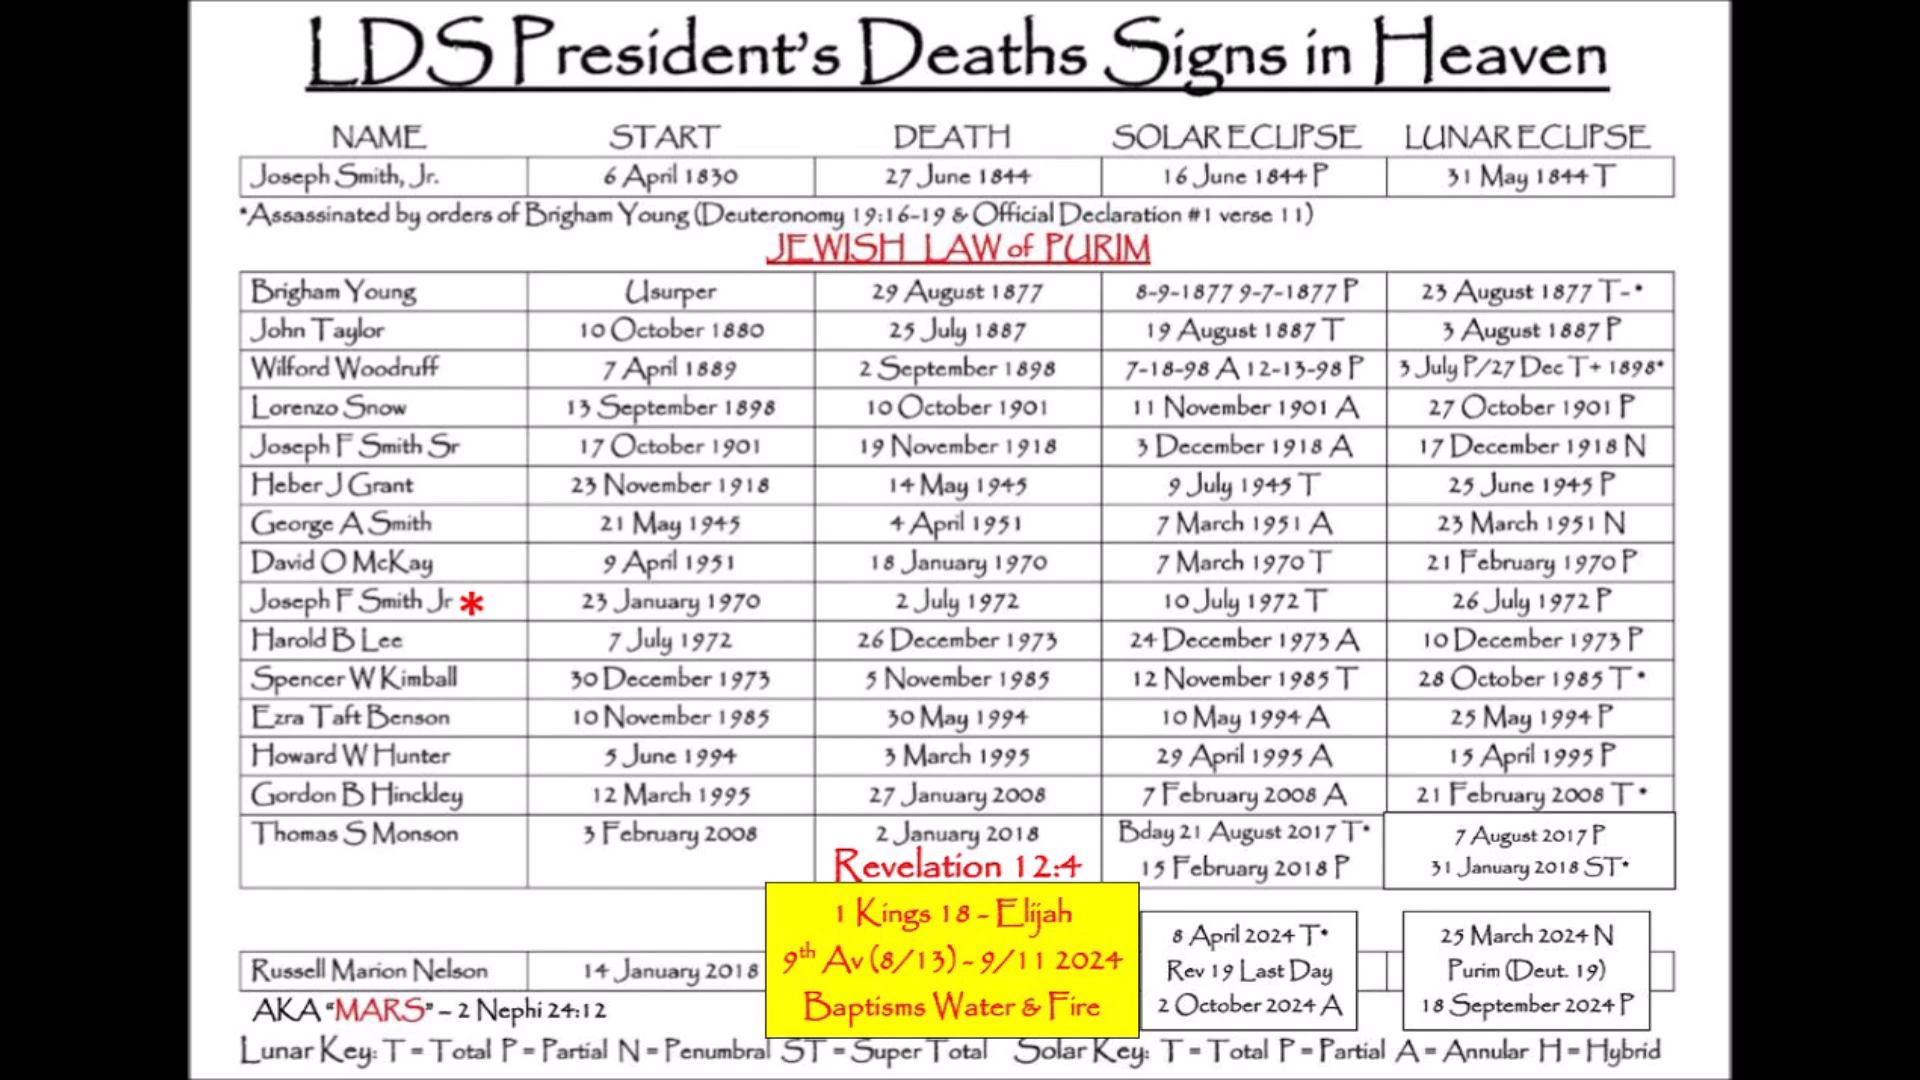 LDS President's Deaths Signs in Heaven
NAME START DEATH SOLAR ECLIPSE LUNAR ECLIPSE
Joseph Smith, Jr. 6 April 1830 27 June 1844 16 June 1844 P 31 May 1844 T
*Assassinated by orders of Brigham Young (Deuteronomy 19:16-19 & Official Declaration #1 verse 11)
JEWISH LAW of PURIM
Brigham Young Usurper 29 August 1877 8-9-1877 9-7-1877 P 23 August 1877 T-*
John Taylor 10 October 1880 25 July 1887 19 August 1887 T 3 August 1887 P
Wilford Woodruff 7 April 1889 2 September 1898 7-18-98 A 12-13-98 P 3 July P/27 Dec T+ 1898*
Lorenzo Snow 13 September 1898 10 October 1901 11 November 1901 A 27 October 1901 P
Joseph F Smith Sr 17 October 1901 19 November 1918 3 December 1918 A 17 December 1918 N
Heber J Grant 23 November 1918 14 May 1945 9 July 1945 T 25 June 1945 P
George A Smith 21 May 1945 4 April 1951 7 March 1951 A 23 March 1951 N
David O McKay 9 April 1951 18 January 1970 7 March 1970 T 21 February 1970 P
Joseph F Smith Jr * 23 January 1970 2 July 1972 10 July 1972 T 26 July 1972 P
Harold B Lee 7 July 1972 26 December 1973 24 December 1973 A 10 December 1973 P
Spencer W Kimball 30 December 1973 5 November 1985 12 November 1985 T 28 October 1985 T *
Ezra Taft Benson 10 November 1985 30 May 1994 10 May 1994 A 25 May 1994 P
Howard W Hunter 5 June 1994 3 March 1995 29 April 1995 A 15 April 1995 P
Gordon B Hinckley 12 March 1995 27 January 2008 7 February 2008 A 21 February 2008 T *
Thomas S Monson 3 February 2008 2 January 2018 Bday 21 August 2017 T* 7 August 2017 P
Revelation 12:4 15 February 2018 P 31 January 2018 ST*
1 Kings 18 - Elijah 8 April 2024 T* 25 March 2024 N
Russell Marion Nelson 14 January 2018 9th Av (8/13) - 9/11 2024 Rev 19 Last Day Purim (Deut. 19)
AKA "MARS" – 2 Nephi 24:12 Baptisms Water & Fire 2 October 2024 A 18 September 2024 P
Lunar Key: T = Total P = Partial N = Penumbral ST = Super Total Solar Key: T = Total P = Partial A = Annular H = Hybrid